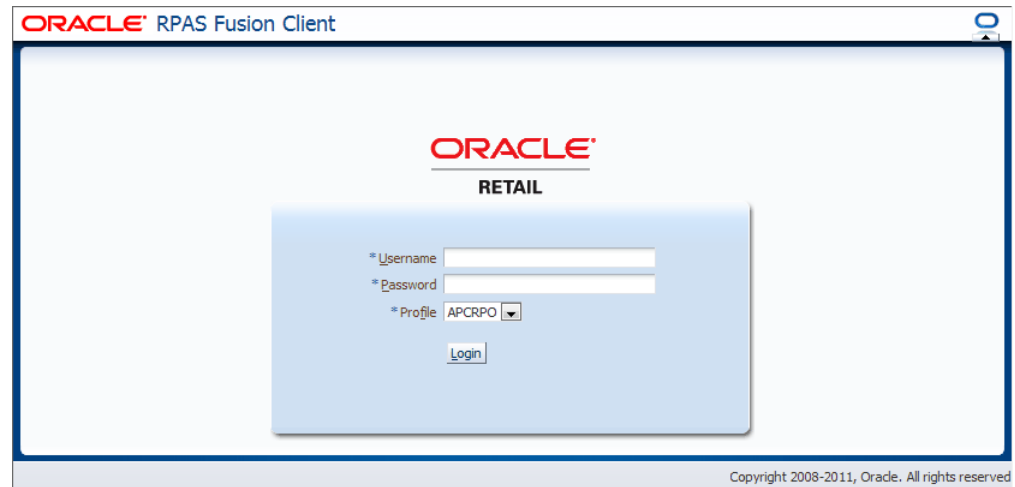 ORACLE RPAS Fusion Client
ORACLE
RETAIL
* Username
* Password
* Profile APCRPO
Login
Copyright 2008-2011, Oracle. All rights reserved